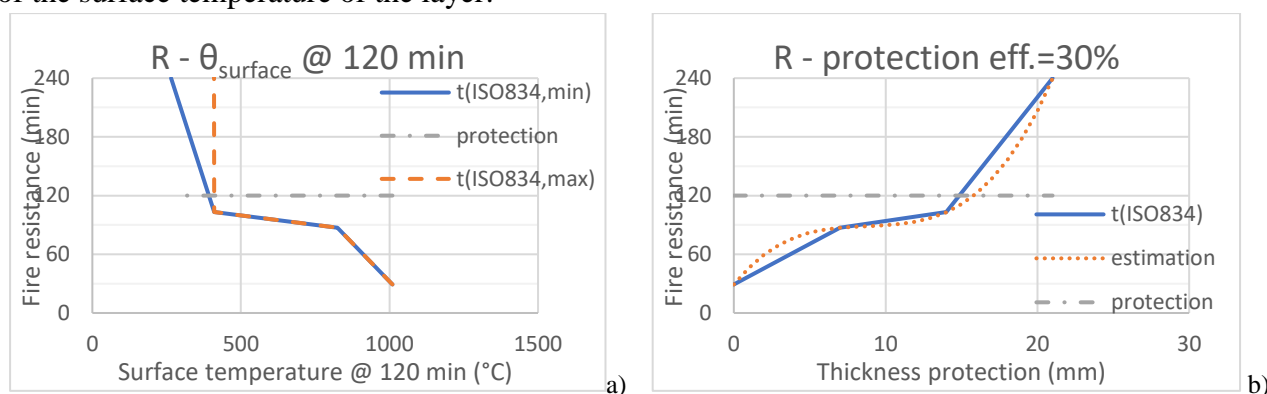 of the surface temperature of the layer.
R - θsurface @ 120 min
240
180
120
60
0
Fire resistance (min)
t(ISO834,min)
protection
t(ISO834,max)
0 500 1000 1500
Surface temperature @ 120 min (°C)
a)
R - protection eff.=30%
240
180
120
60
0
Fire resistance (min)
t(ISO834)
estimation
protection
0 10 20 30
Thickness protection (mm)
b)